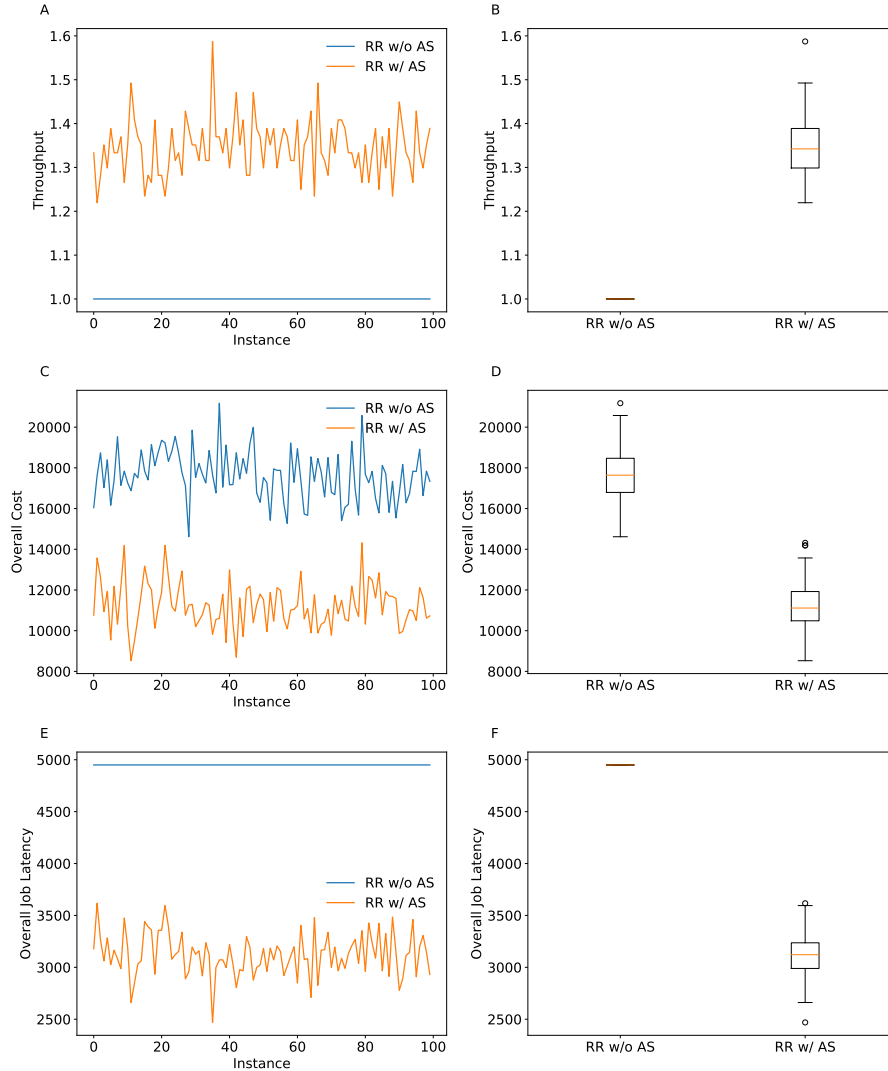 A
Throughput
1.6
1.5
1.4
1.3
1.2
1.1
1.0
RR w/o AS
RR w/ AS
0 20 40 60 80 100
Instance
B
Throughput
1.6
1.5
1.4
1.3
1.2
1.1
1.0
RR w/o AS RR w/ AS
C
Overall Cost
20000
18000
16000
14000
12000
10000
8000
RR w/o AS
RR w/ AS
0 20 40 60 80 100
Instance
D
Overall Cost
20000
18000
16000
14000
12000
10000
8000
RR w/o AS RR w/ AS
E
Overall Job Latency
5000
4500
4000
3500
3000
2500
RR w/o AS
RR w/ AS
0 20 40 60 80 100
Instance
F
Overall Job Latency
5000
4500
4000
3500
3000
2500
RR w/o AS RR w/ AS